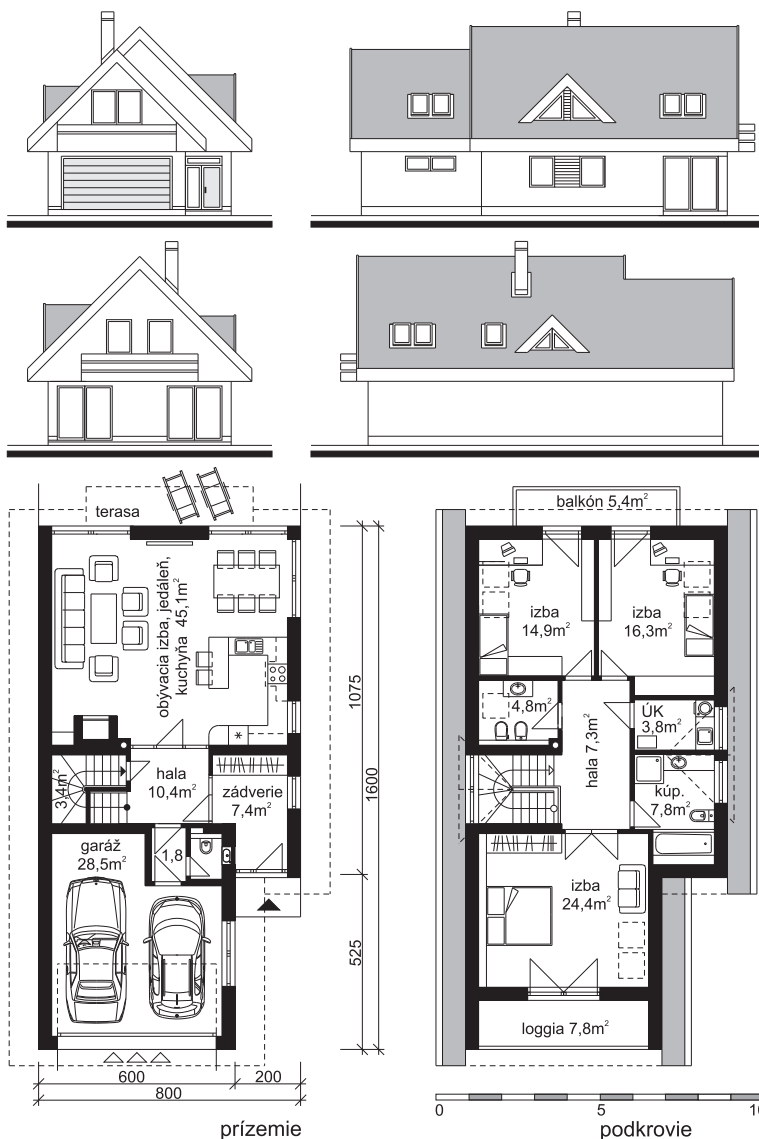 terasa
obývacia izba, jedáleň,
kuchyňa 45,1m²
*
3,4m²
hala
10,4m²
zádverie
7,4m²
1,8
garáž
28,5m²
1075
1600
525
600
200
800
prízemie
balkón 5,4m²
izba
14,9m²
izba
16,3m²
4,8m²
ÚK
3,8m²
hala 7,3m²
kúp.
7,8m²
izba
24,4m²
loggia 7,8m²
0
5
10
podkrovie